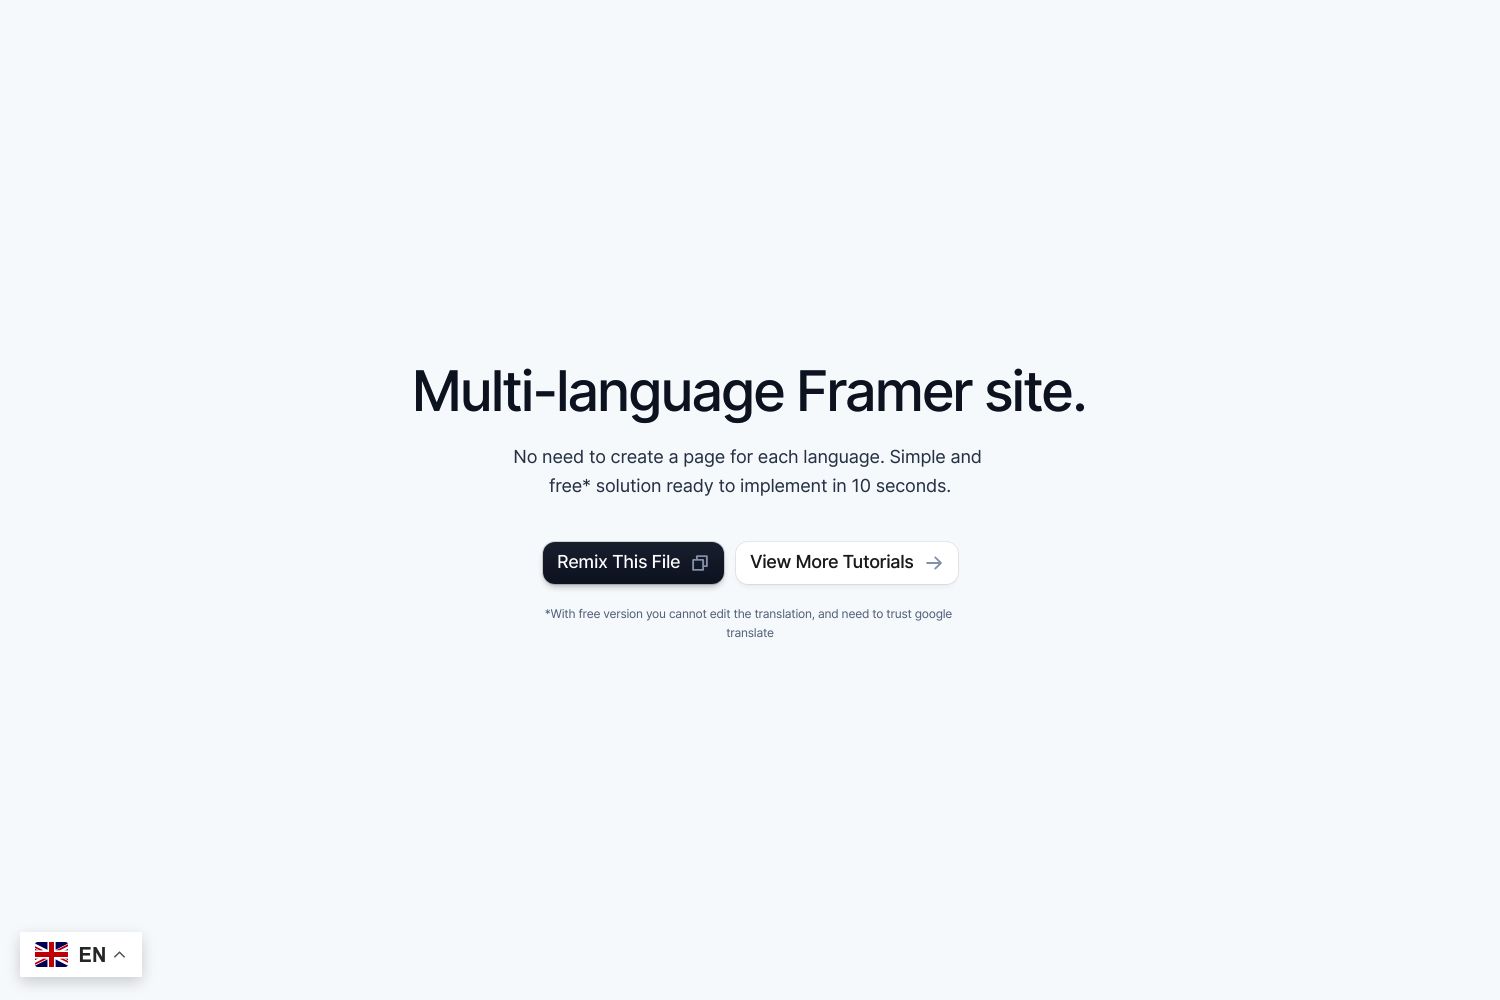 Multi-language Framer site.
No need to create a page for each language. Simple and
free* solution ready to implement in 10 seconds.
Remix This File
View More Tutorials
*With free version you cannot edit the translation, and need to trust google
translate
EN